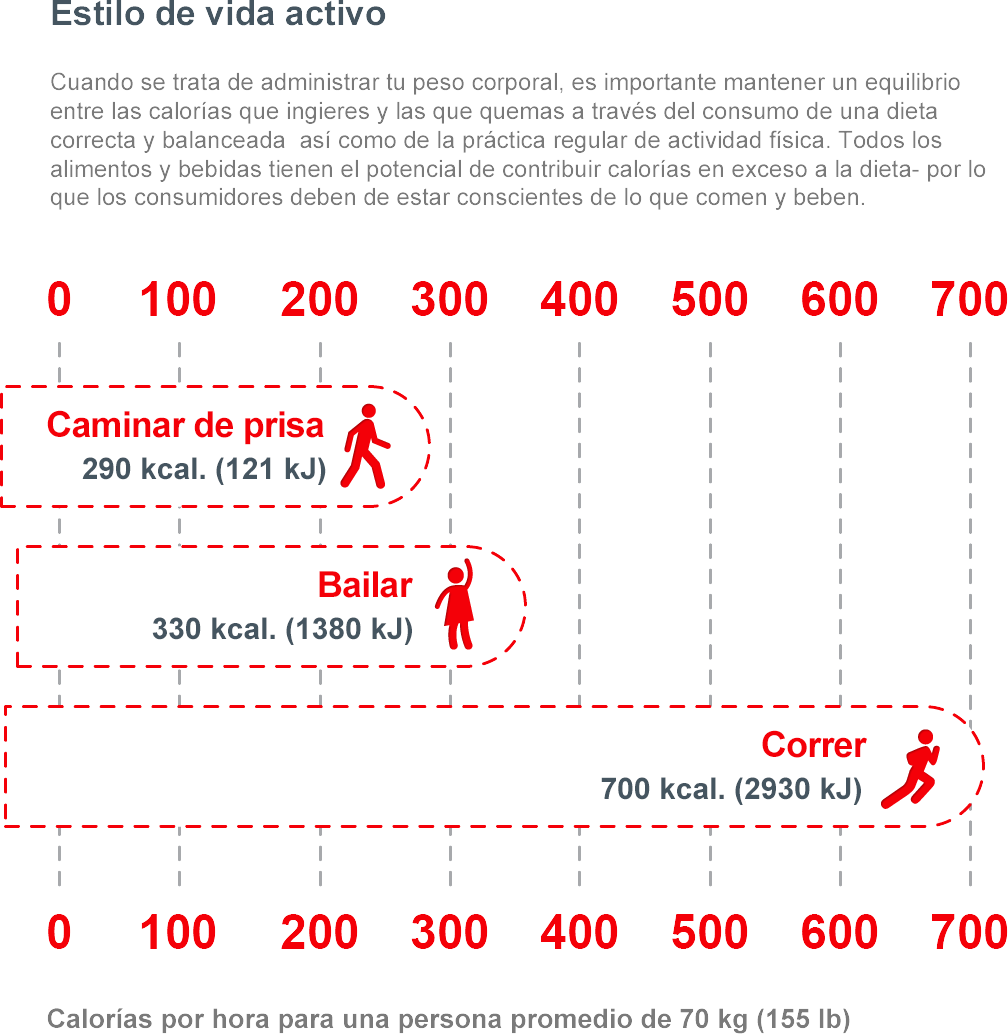 Estilo de vida activo
Cuando se trata de administrar tu peso corporal, es importante mantener un equilibrio
entre las calorías que ingieres y las que quemas a través del consumo de una dieta
correcta y balanceada  así como de la práctica regular de actividad física. Todos los
alimentos y bebidas tienen el potencial de contribuir calorías en exceso a la dieta- por lo
que los consumidores deben de estar conscientes de lo que comen y beben.
0 100 200 300 400 500 600 700
Caminar de prisa
290 kcal. (121 kJ)
Bailar
330 kcal. (1380 kJ)
Correr
700 kcal. (2930 kJ)
0 100 200 300 400 500 600 700
Calorías por hora para una persona promedio de 70 kg (155 lb)